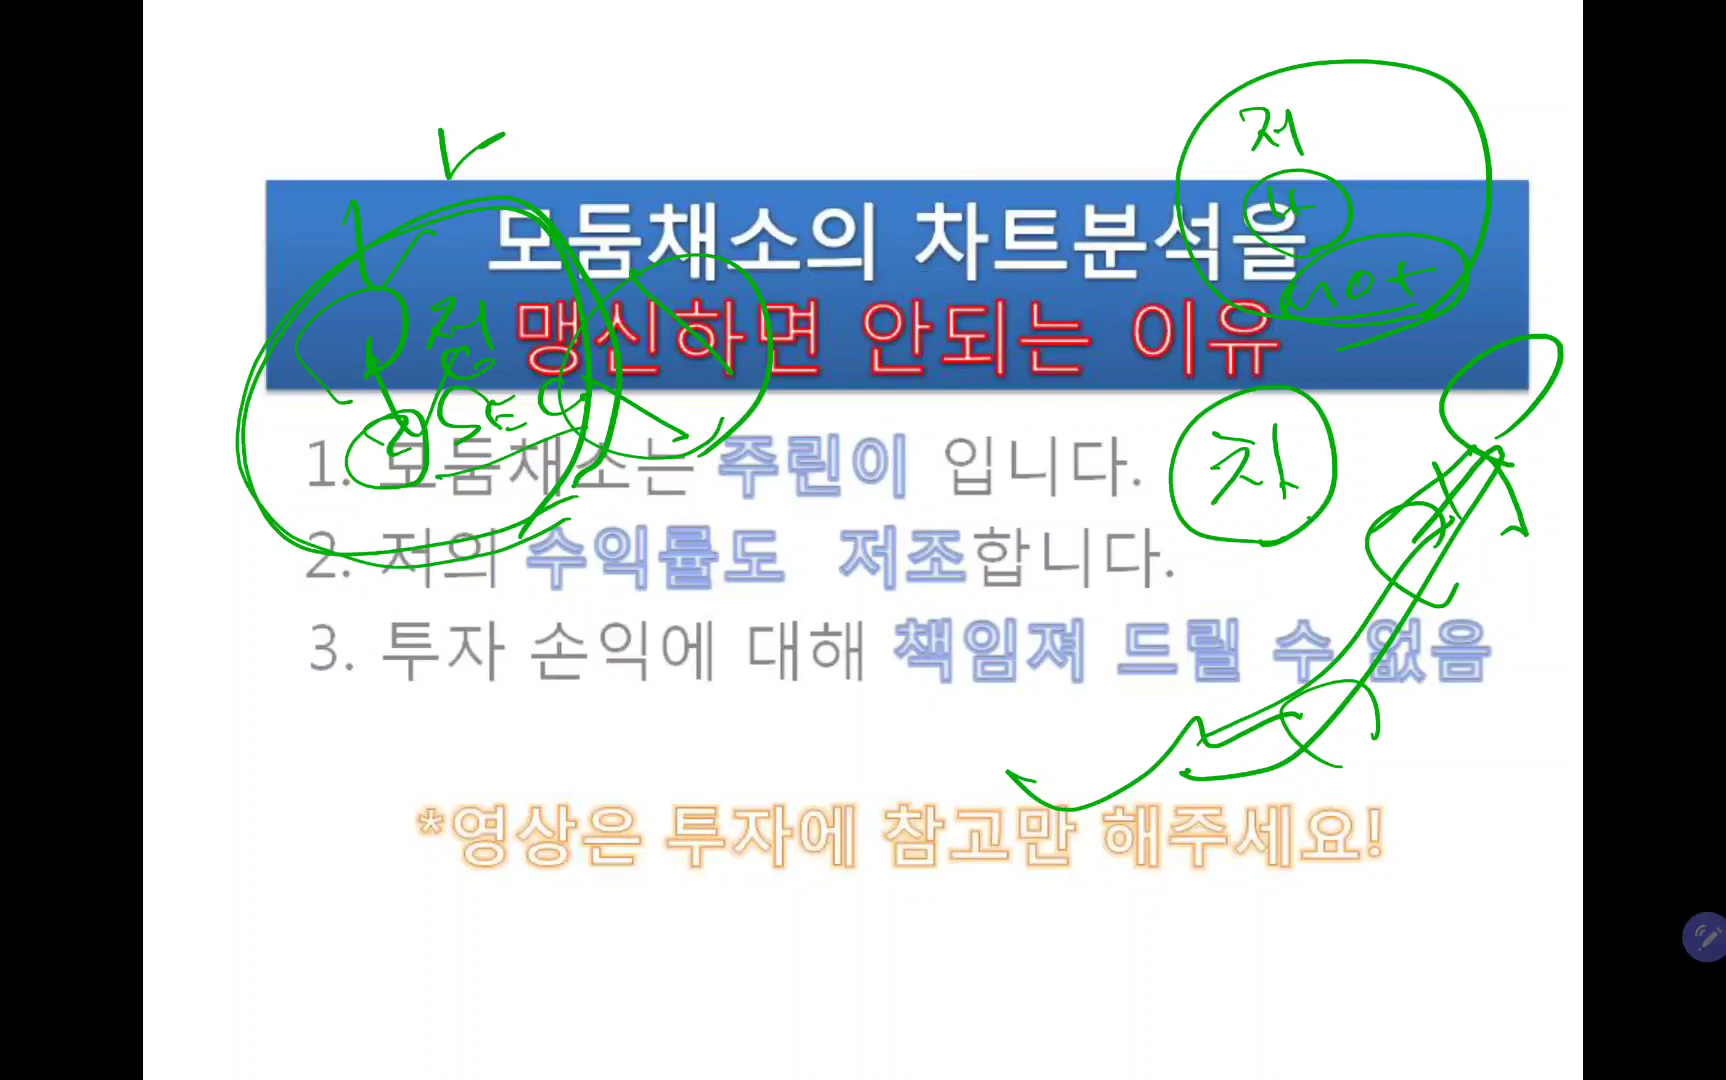 모둠채소의 차트분석을
맹신하면 안되는 이유
1. 모둠채소는 주린이 입니다.
2. 저의 수익률도 저조합니다.
3. 투자 손익에 대해 책임져 드릴 수 없음
*영상은 투자에 참고만 해주세요!
저
not
차